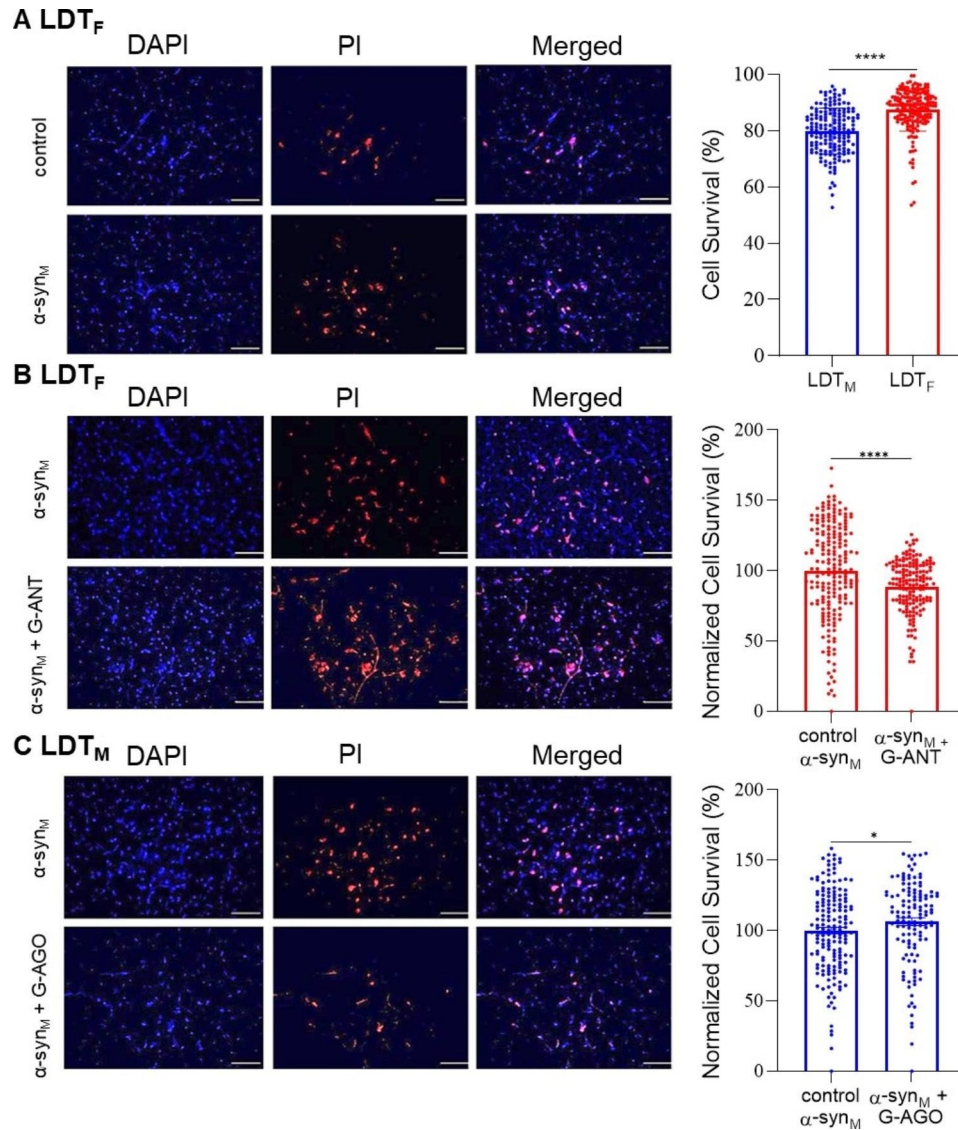 A LDT_F
DAPI PI Merged
control
α-syn_M
****
Cell Survival (%)
100
80
60
40
20
0
LDT_M LDT_F
B LDT_F
DAPI PI Merged
α-syn_M
α-syn_M + G-ANT
****
Normalized Cell Survival (%)
200
150
100
50
0
control α-syn_M +
α-syn_M G-ANT
C LDT_M
DAPI PI Merged
α-syn_M
α-syn_M + G-AGO
*
Normalized Cell Survival (%)
200
150
100
50
0
control α-syn_M +
α-syn_M G-AGO